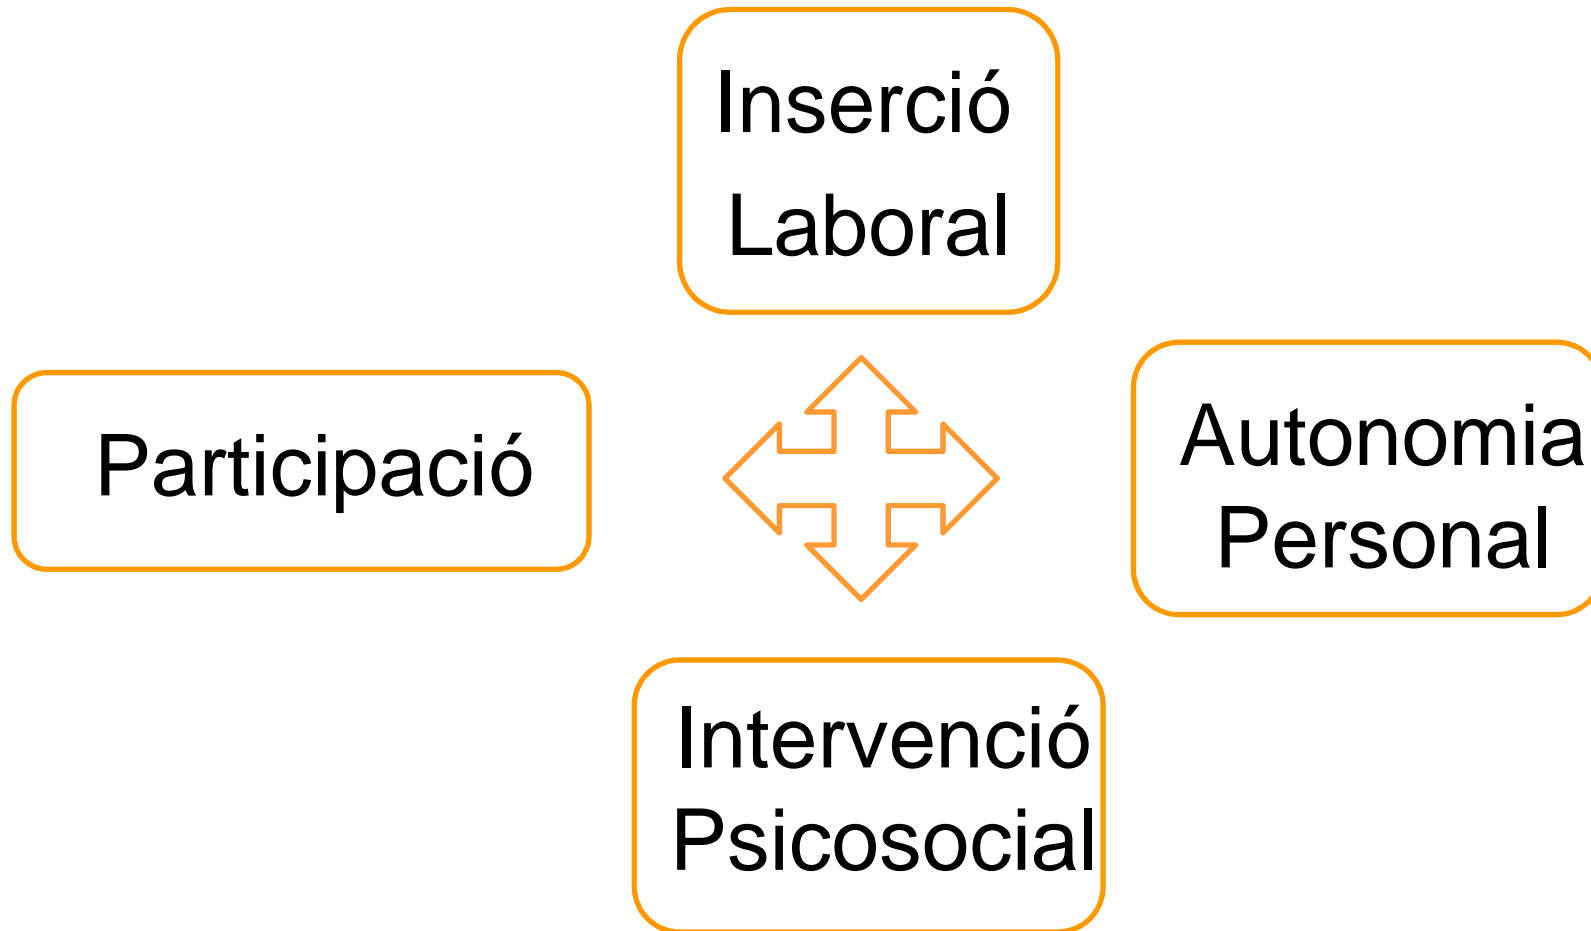 Inserció
Laboral
Participació
Autonomia
Personal
Intervenció
Psicosocial